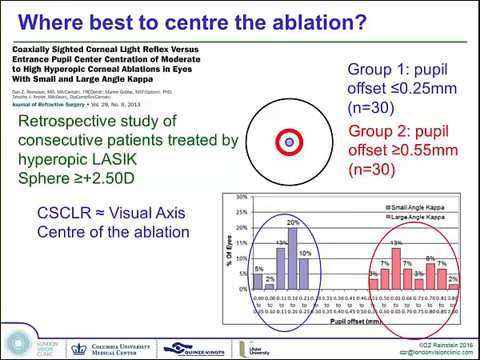 Where best to centre the ablation?
Coaxially Sighted Corneal Light Reflex Versus
Entrance Pupil Center Centration of Moderate
to High Hyperopic Corneal Ablations in Eyes
With Small and Large Angle Kappa
Journal of Refractive Surgery • Vol. 29, No. 8, 2013
Retrospective study of
consecutive patients treated by
hyperopic LASIK
Sphere ≥+2.50D
CSCLR ≈ Visual Axis
Centre of the ablation
Group 1: pupil
offset ≤0.25mm
(n=30)
Group 2: pupil
offset ≥0.55mm
(n=30)
Small Angle Kappa
Large Angle Kappa
% Of Eyes
30%
25%
20%
15%
10%
5%
0%
5%
2%
13%
20%
10%
3%
7%
13%
7%
3%
8%
7%
2%
Pupil offset (mm)
LONDON
VISION
CLINIC
COLUMBIA UNIVERSITY
MEDICAL CENTER
QUINZE-VINGTS
Ulster
University
©DZ Reinstein 2016
dzr@londonvisionclinic.com